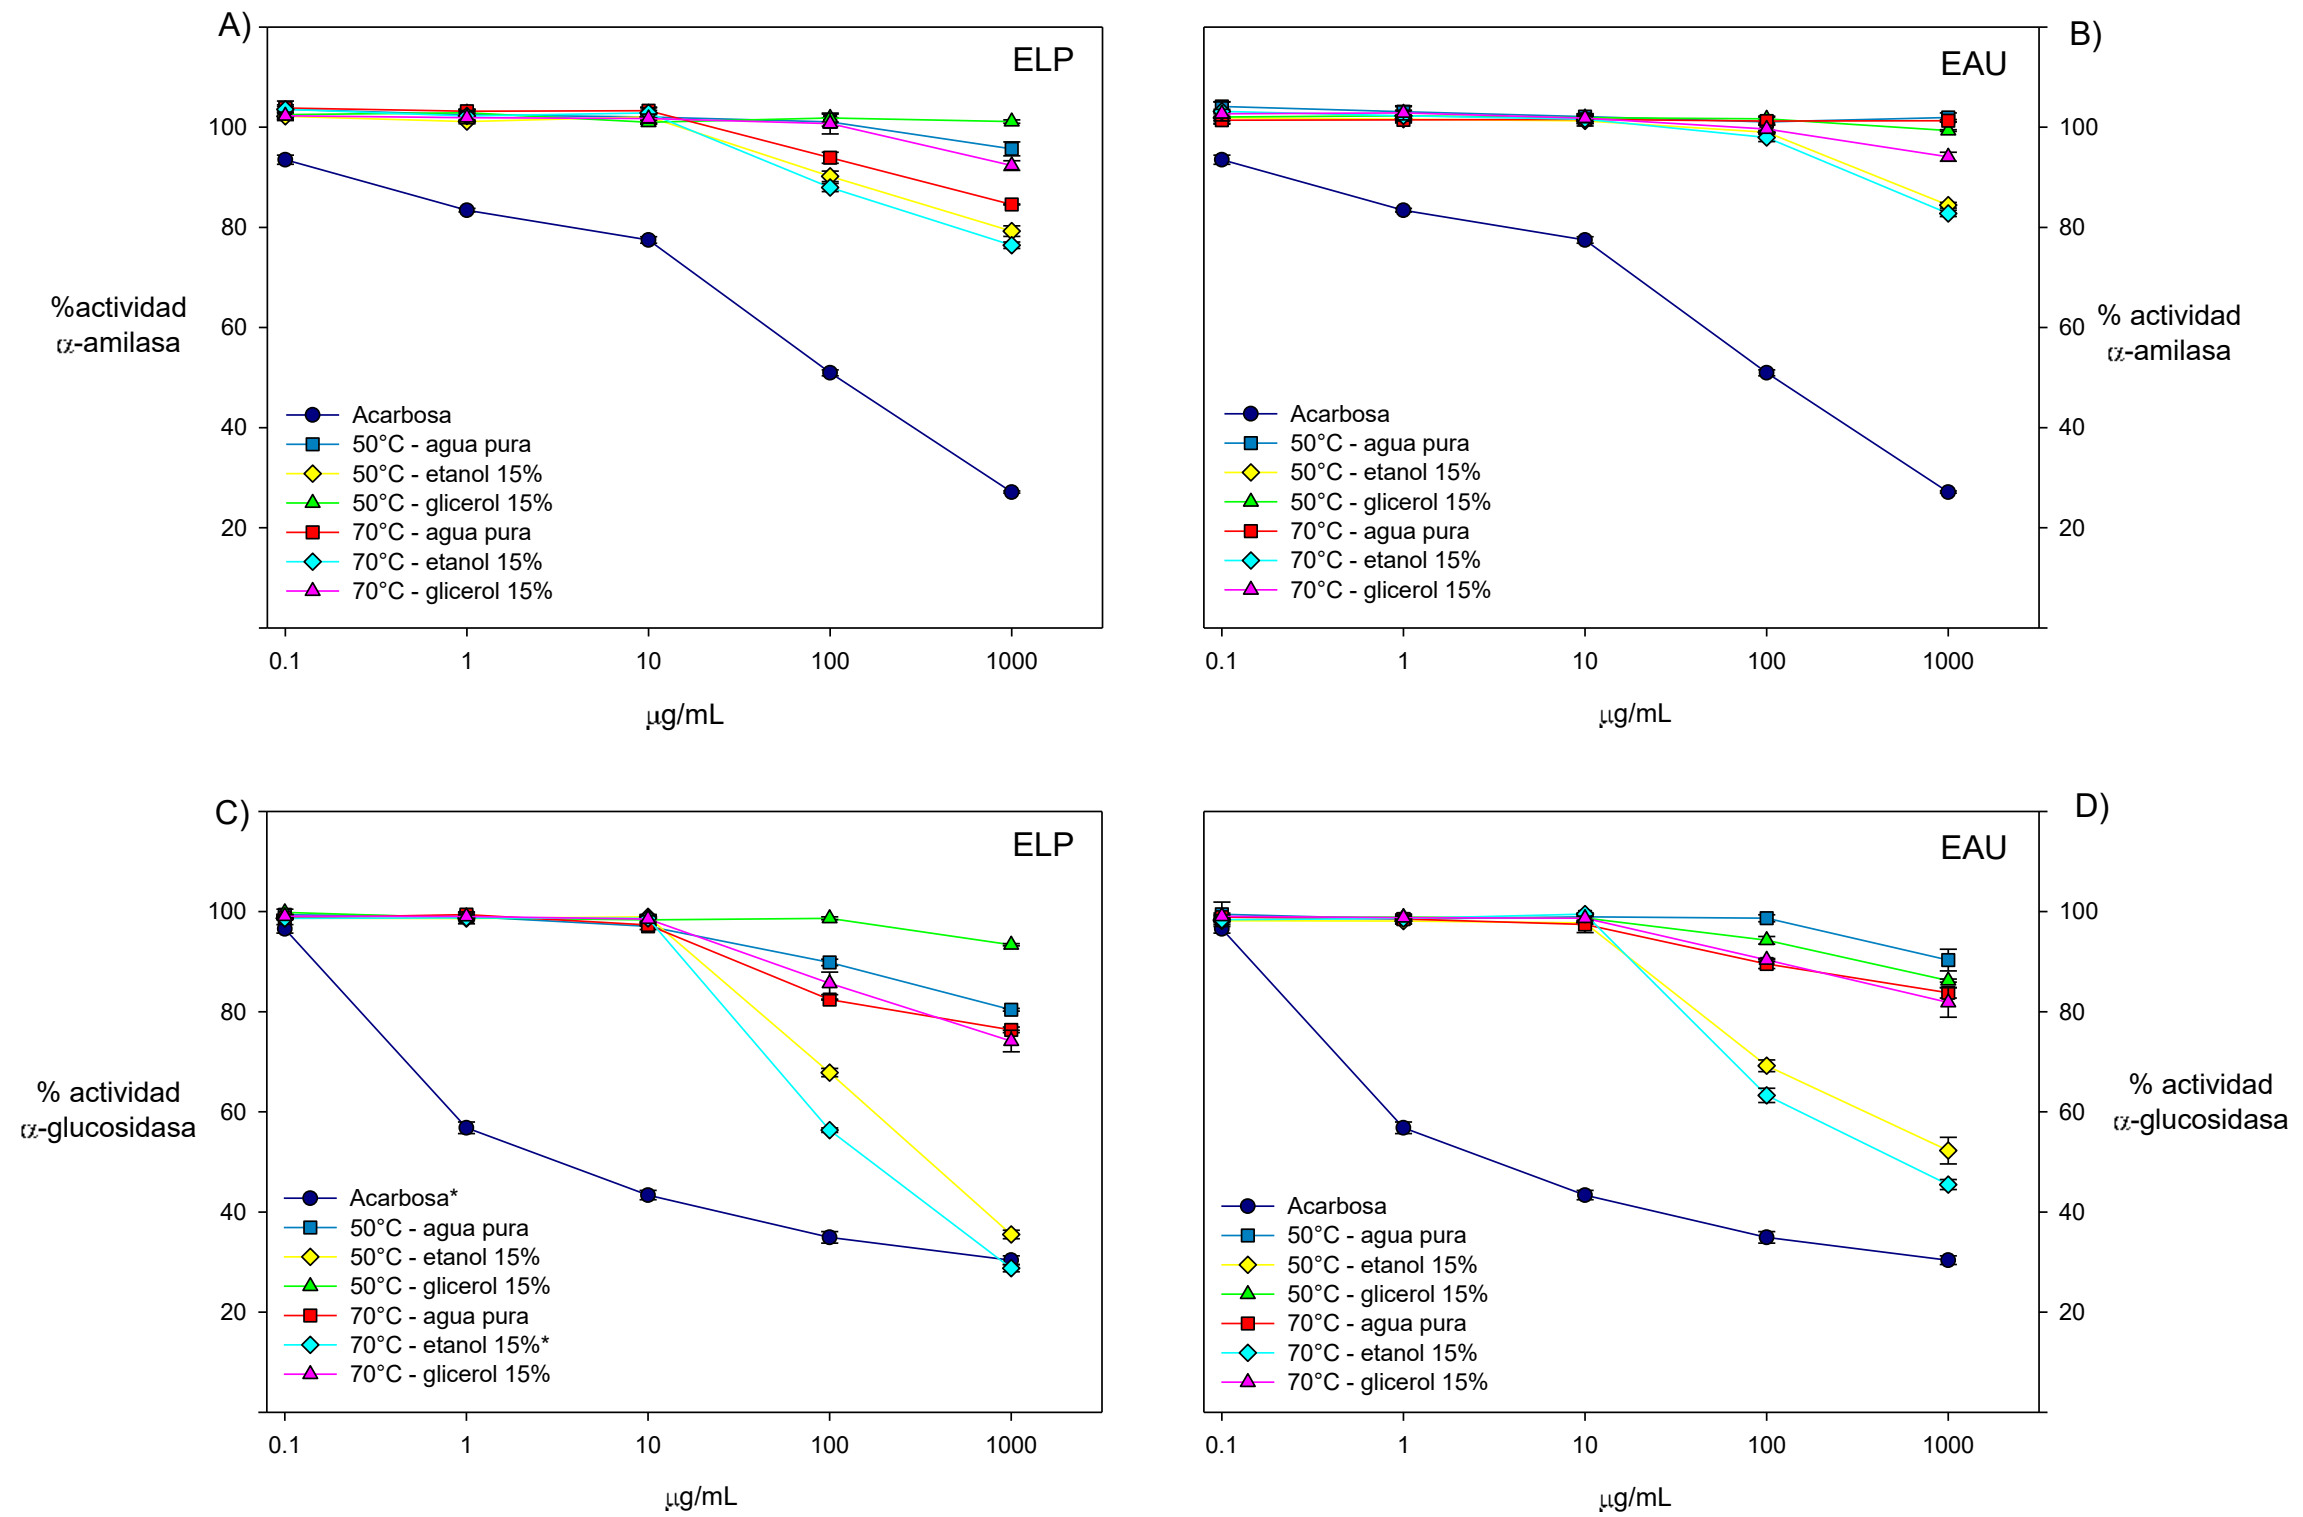 A)
ELP
100
80
60
40
20
%actividad
α-amilasa
Acarbosa
50°C - agua pura
50°C - etanol 15%
50°C - glicerol 15%
70°C - agua pura
70°C - etanol 15%
70°C - glicerol 15%
0.1 1 10 100 1000
µg/mL
B)
EAU
100
80
60
40
20
% actividad
α-amilasa
Acarbosa
50°C - agua pura
50°C - etanol 15%
50°C - glicerol 15%
70°C - agua pura
70°C - etanol 15%
70°C - glicerol 15%
0.1 1 10 100 1000
µg/mL
C)
ELP
100
80
60
40
20
% actividad
α-glucosidasa
Acarbosa*
50°C - agua pura
50°C - etanol 15%
50°C - glicerol 15%
70°C - agua pura
70°C - etanol 15%*
70°C - glicerol 15%
0.1 1 10 100 1000
µg/mL
D)
EAU
100
80
60
40
20
% actividad
α-glucosidasa
Acarbosa
50°C - agua pura
50°C - etanol 15%
50°C - glicerol 15%
70°C - agua pura
70°C - etanol 15%
70°C - glicerol 15%
0.1 1 10 100 1000
µg/mL